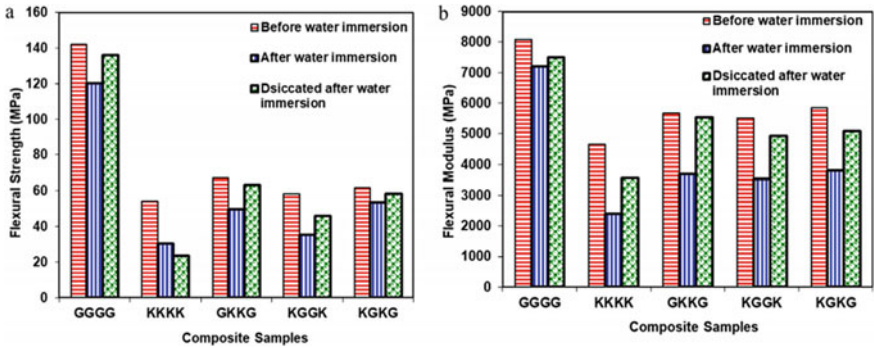 a
160
140
120
100
80
60
40
20
0
Flexural Strength (MPa)
Before water immersion
After water immersion
Dsiccated after water
immersion
GGGG KKKK GKKG KGGK KGKG
Composite Samples
b
9000
8000
7000
6000
5000
4000
3000
2000
1000
0
Flexural Modulus (MPa)
Before water immersion
After water immersion
Dsiccated after water
immersion
GGGG KKKK GKKG KGGK KGKG
Composite Samples